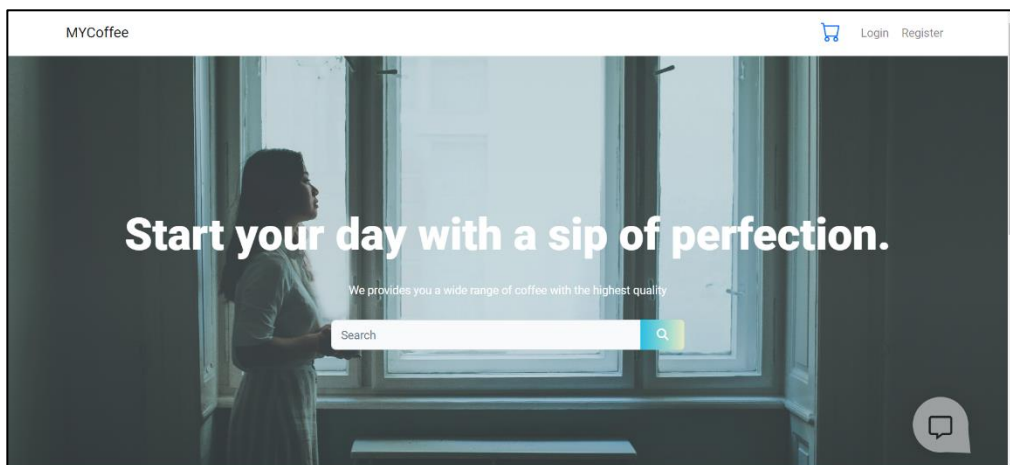 MYCoffee
Login Register
Start your day with a sip of perfection.
We provides you a wide range of coffee with the highest quality
Search